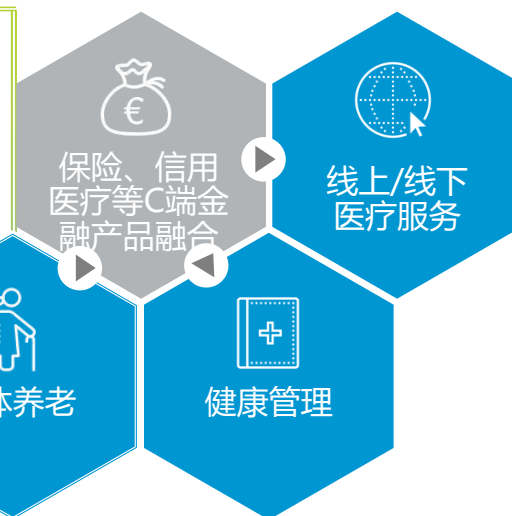 保险、信用
医疗等C端金
融产品融合
线上/线下
医疗服务
体养老
健康管理